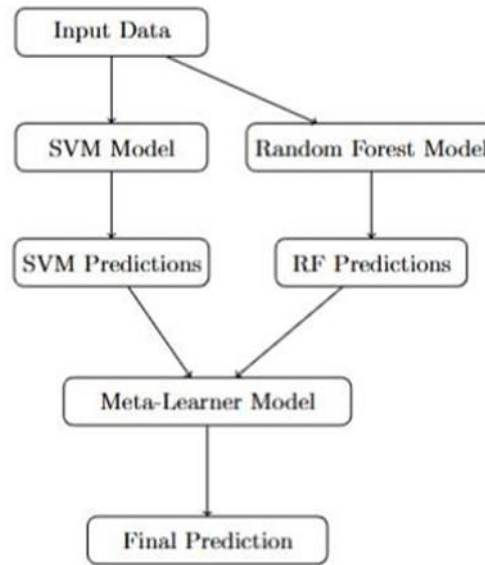 Input Data
SVM Model
Random Forest Model
SVM Predictions
RF Predictions
Meta-Learner Model
Final Prediction